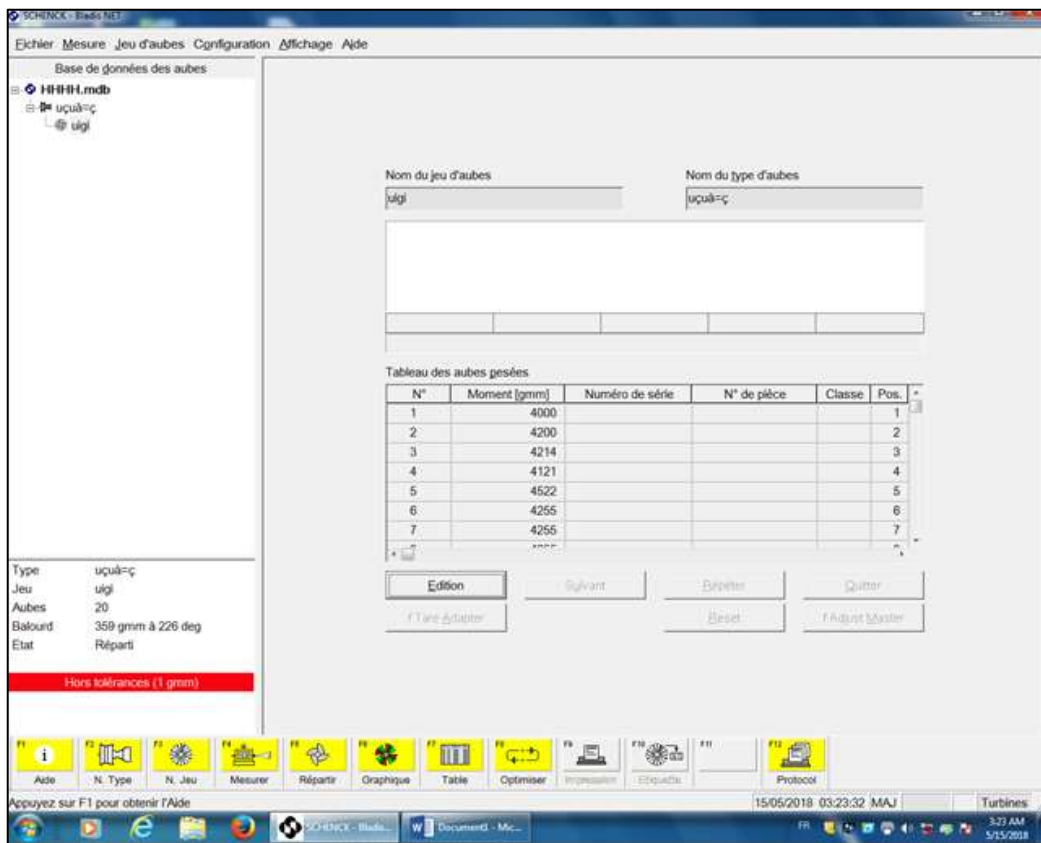 SCHENCK - Bladis NET
Fichier Mesure Jeu d'aubes Configuration Affichage Aide
Base de données des aubes
HHHH.mdb
uçuà=ç
uigi
Nom du jeu d'aubes Nom du type d'aubes
uigi uçuà=ç
Tableau des aubes pesées
N° Moment [gmm] Numéro de série N° de pièce Classe Pos.
1 4000 1
2 4200 2
3 4214 3
4 4121 4
5 4522 5
6 4255 6
7 4255 7
Type uçuà=ç
Jeu uigi
Aubes 20
Balourd 359 gmm à 226 deg
Etat Réparti
Hors tolérances (1 gmm)
Edition Suivant Répéter Quitter
f Tare Adapter Reset f Adjust Master
F1 F2 F3 F4 F5 F6 F7 F8 F9 F10 F11 F12
i
Aide N. Type N. Jeu Mesurer Répartir Graphique Table Optimiser Impression Etiquette Protocol
Appuyez sur F1 pour obtenir l'Aide 15/05/2018 03:23:32 MAJ Turbines
SCHENCK - Bladis... Document1 - Mic... FR 3:23 AM
5/15/2018